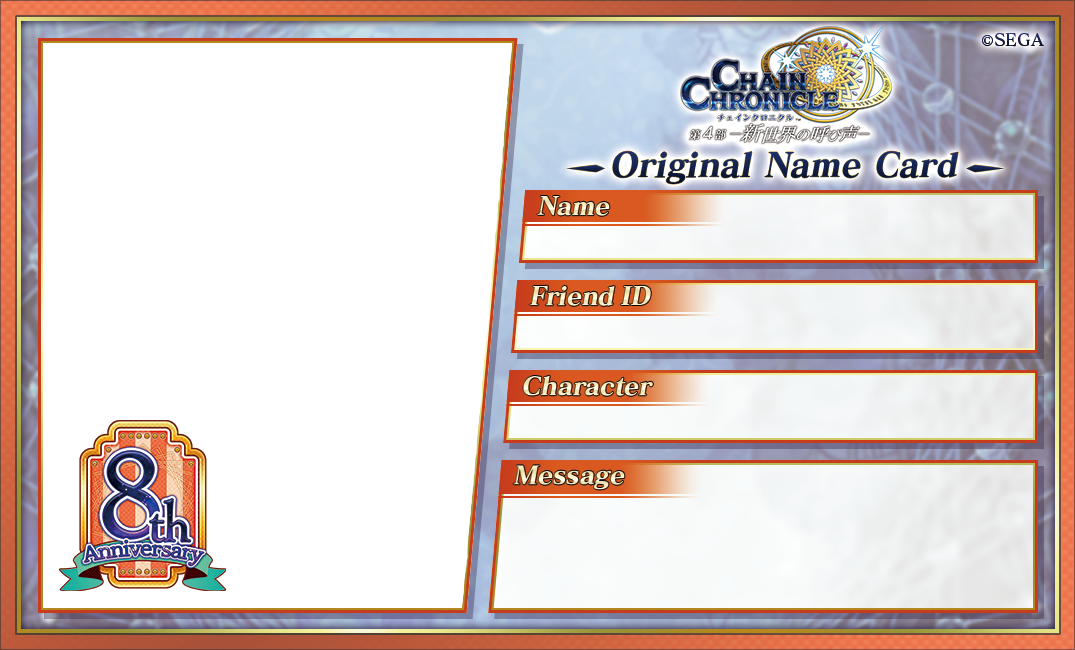 ©SEGA
CHAIN
CHRONICLE
チェインクロニクル
第4部 ―新世界の呼び声―
Original Name Card
Name
Friend ID
Character
Message
8th
Anniversary